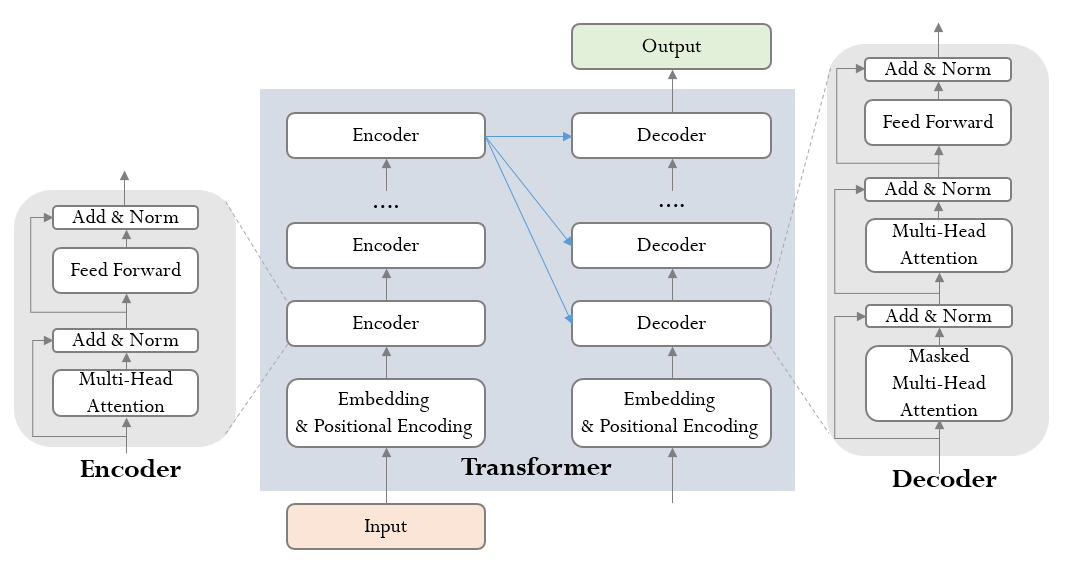 Add & Norm
Feed Forward
Add & Norm
Multi-Head
Attention
Encoder
Encoder
....
Encoder
Encoder
Embedding
& Positional Encoding
Input
Output
Decoder
....
Decoder
Decoder
Embedding
& Positional Encoding
Transformer
Add & Norm
Feed Forward
Add & Norm
Multi-Head
Attention
Add & Norm
Masked
Multi-Head
Attention
Decoder